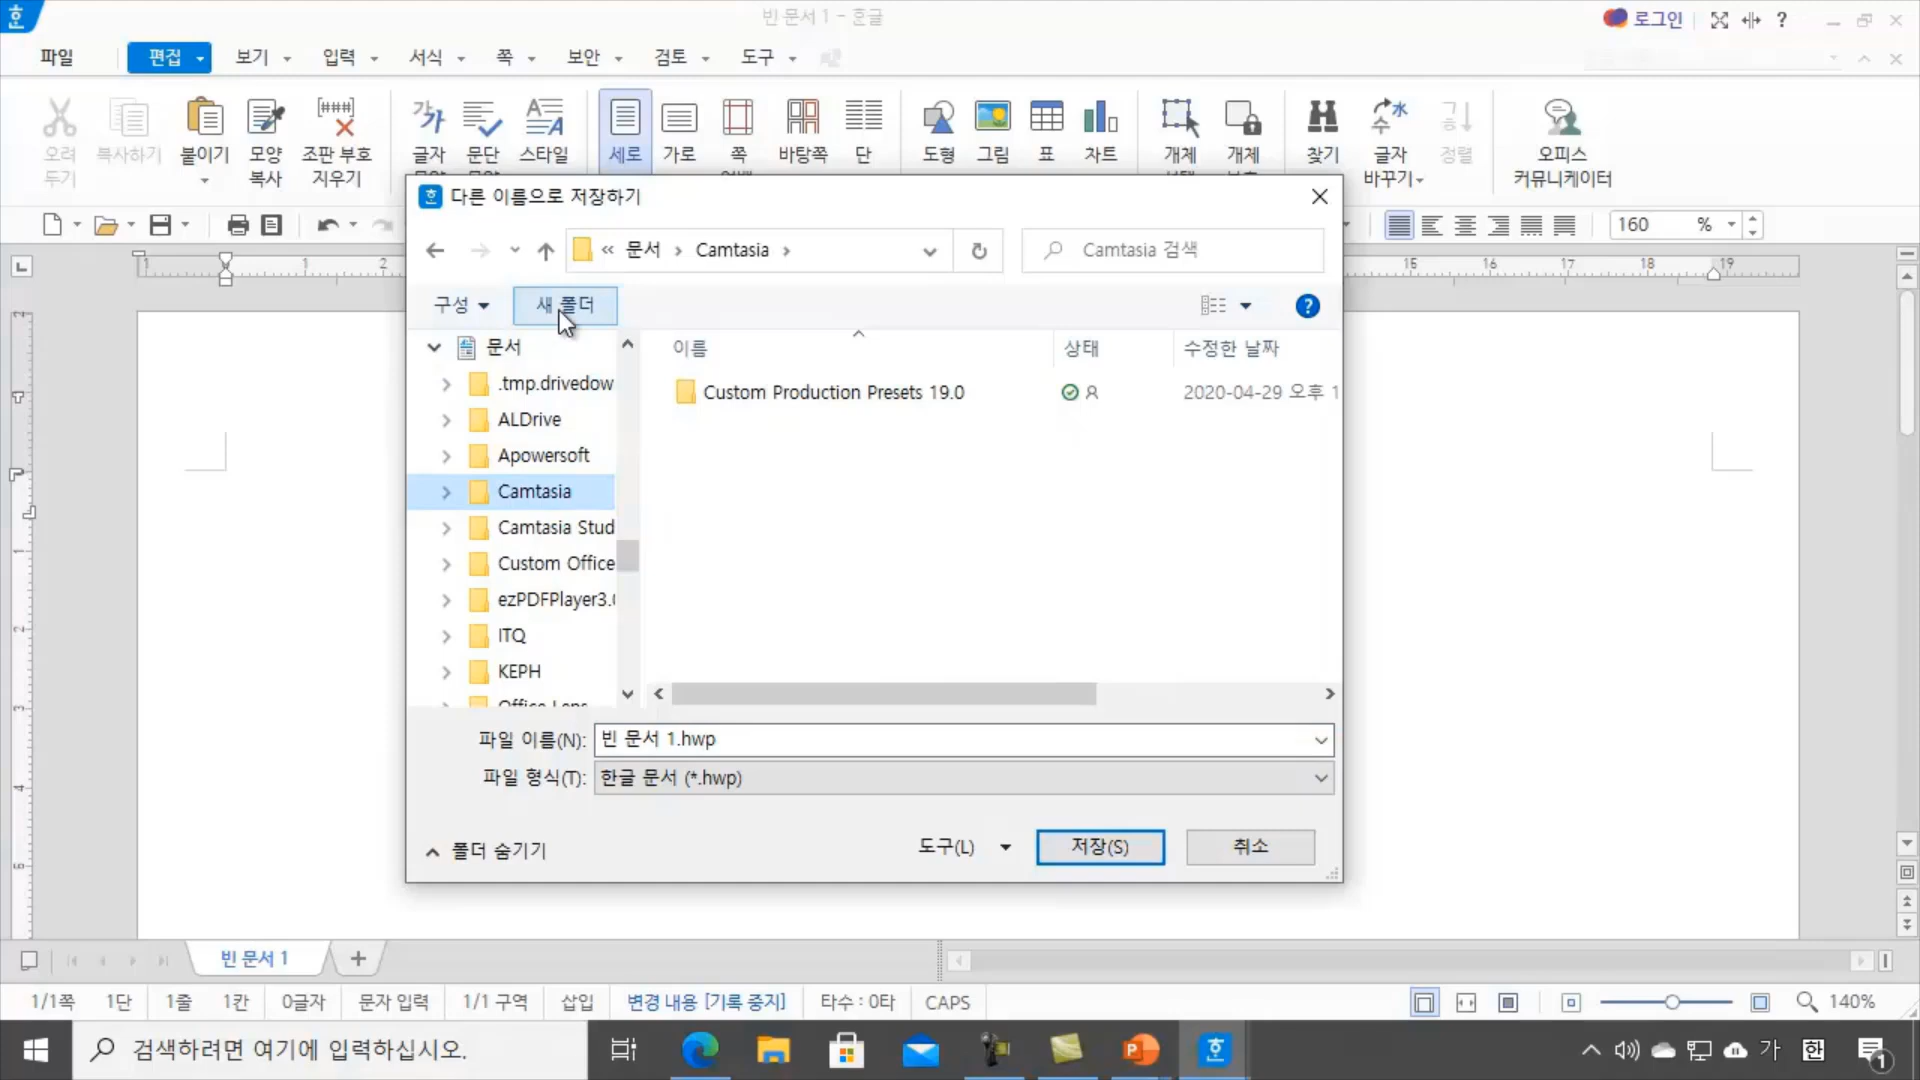 빈 문서 1 - 한글
로그인
?
파일 편집 보기 입력 서식 쪽 보안 검토 도구
오려 두기
복사하기
붙이기
모양 복사
조판 부호 지우기
글자
문단
스타일
세로
가로
쪽
바탕쪽
단
도형
그림
표
차트
개체
개체
찾기
글자 바꾸기
정렬
오피스 커뮤니케이터
160 %
다른 이름으로 저장하기
« 문서 › Camtasia ›
Camtasia 검색
구성
새 폴더
문서
.tmp.drivedow
ALDrive
Apowersoft
Camtasia
Camtasia Stud
Custom Office
ezPDFPlayer3.
ITQ
KEPH
이름 상태 수정한 날짜
Custom Production Presets 19.0 2020-04-29 오후 1
파일 이름(N): 빈 문서 1.hwp
파일 형식(T): 한글 문서 (*.hwp)
폴더 숨기기
도구(L)
저장(S)
취소
1 1 2 15 16 17 18 19
빈 문서 1
1/1쪽 1단 1줄 1칸 0글자 문자 입력 1/1 구역 삽입 변경 내용 [기록 중지] 타수 : 0타 CAPS
140%
검색하려면 여기에 입력하십시오.
가 한 1